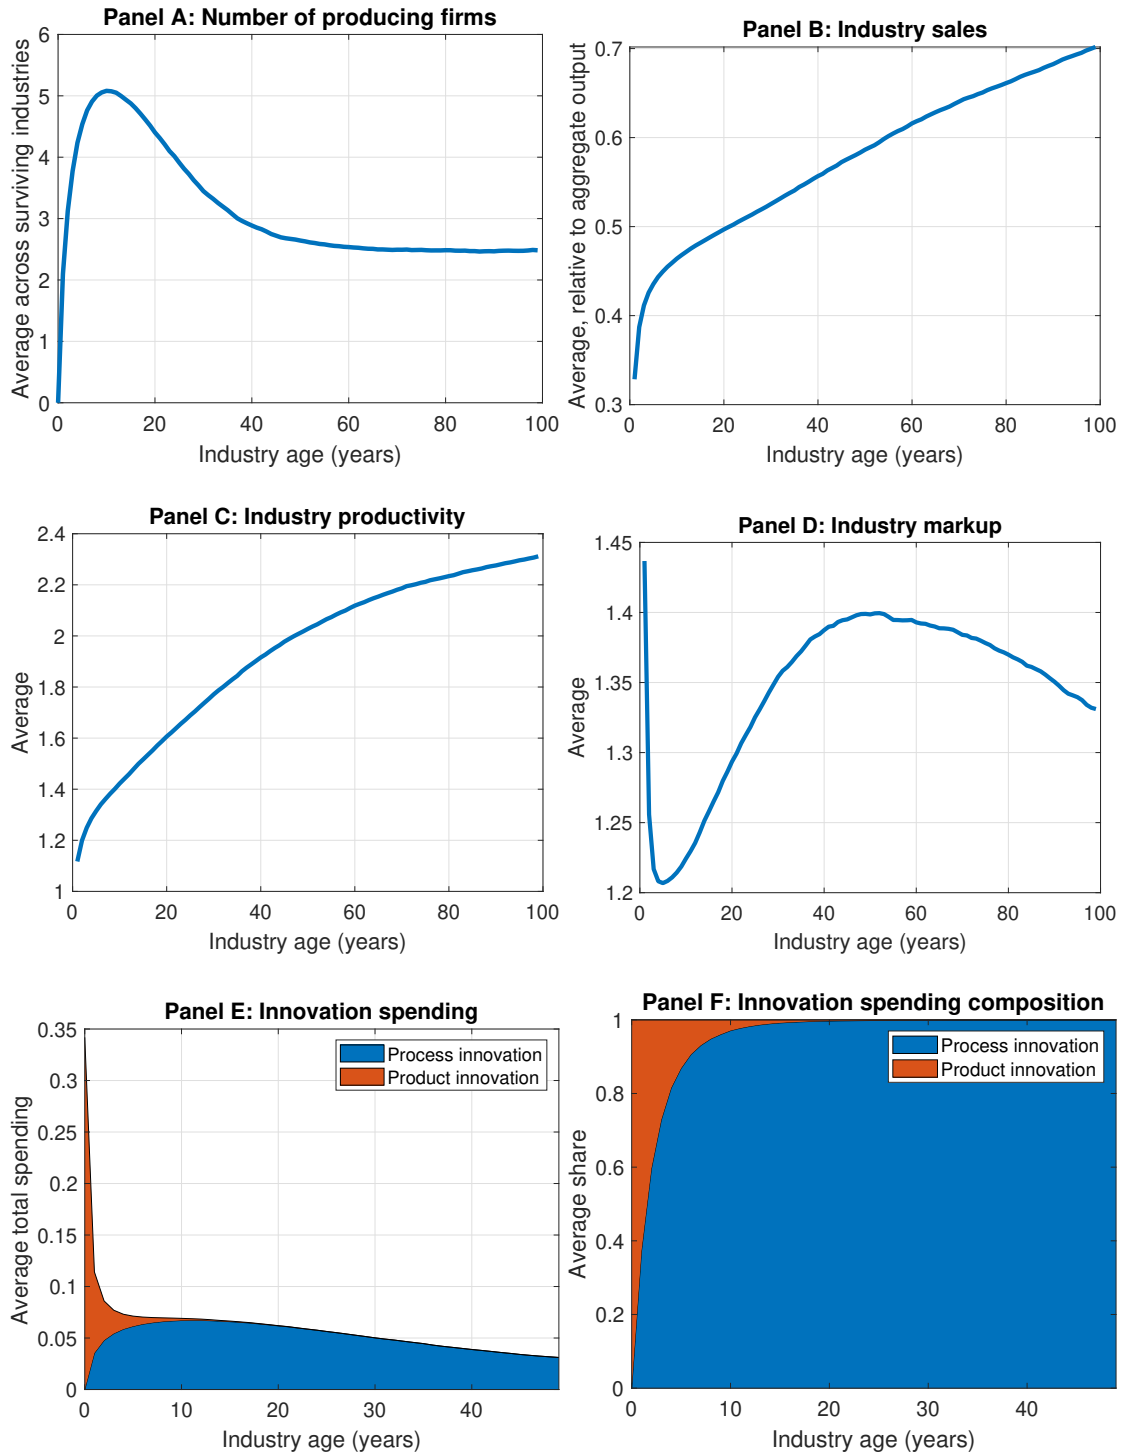 Panel A: Number of producing firms
Average across surviving industries
6
5
4
3
2
1
0
0 20 40 60 80 100
Industry age (years)
Panel B: Industry sales
Average, relative to aggregate output
0.7
0.6
0.5
0.4
0.3
0 20 40 60 80 100
Industry age (years)
Panel C: Industry productivity
Average
2.4
2.2
2
1.8
1.6
1.4
1.2
1
0 20 40 60 80 100
Industry age (years)
Panel D: Industry markup
Average
1.45
1.4
1.35
1.3
1.25
1.2
0 20 40 60 80 100
Industry age (years)
Panel E: Innovation spending
Average total spending
0.35
0.3
0.25
0.2
0.15
0.1
0.05
0
Process innovation
Product innovation
0 10 20 30 40
Industry age (years)
Panel F: Innovation spending composition
Average share
1
0.8
0.6
0.4
0.2
0
Process innovation
Product innovation
0 10 20 30 40
Industry age (years)